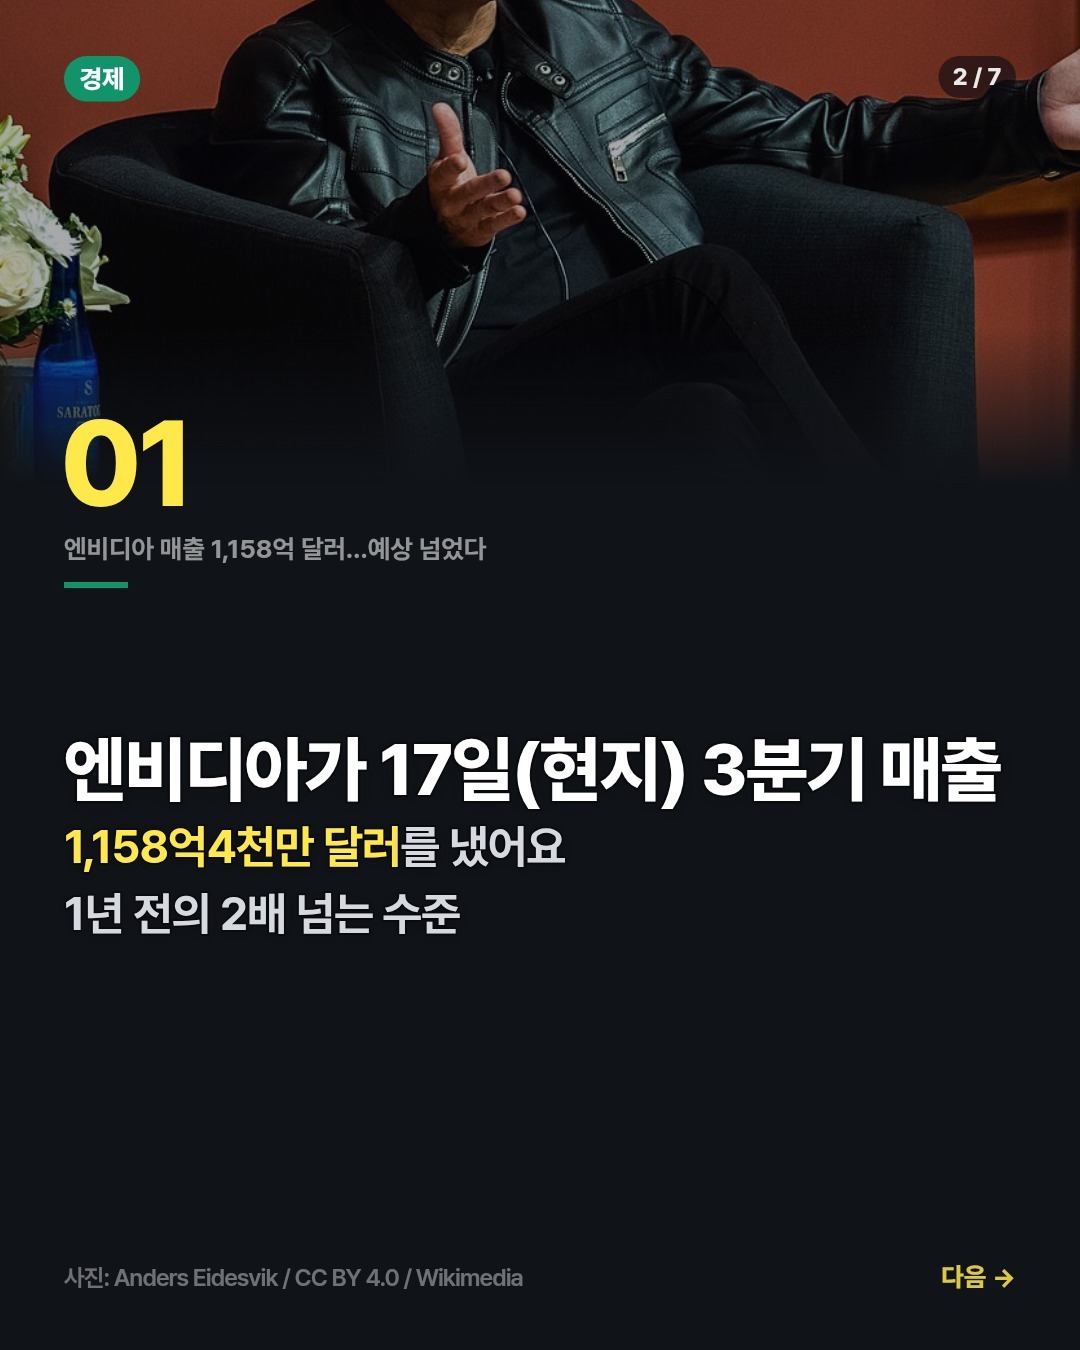 경제
2 / 7
S
SARATO
01
엔비디아 매출 1,158억 달러…예상 넘었다
엔비디아가 17일(현지) 3분기 매출
1,158억4천만 달러를 냈어요
1년 전의 2배 넘는 수준
사진: Anders Eidesvik / CC BY 4.0 / Wikimedia
다음 →